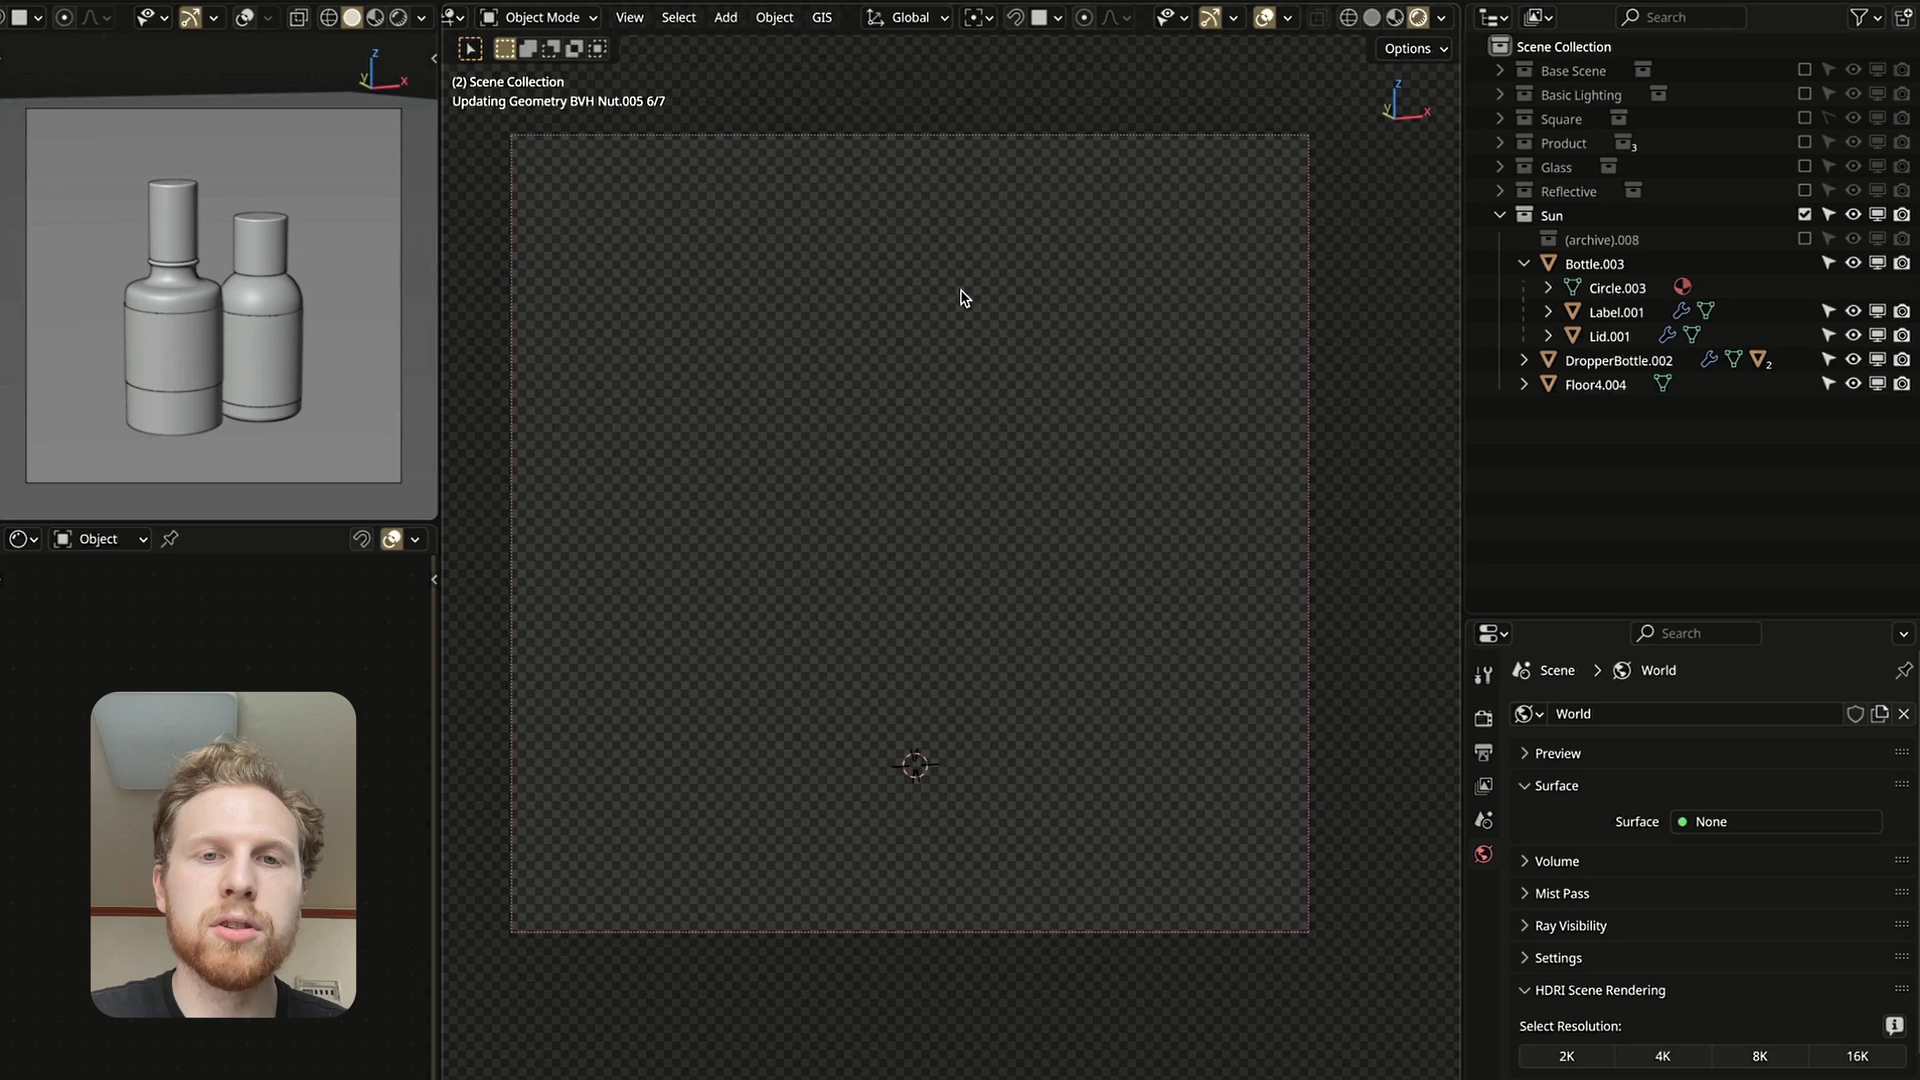 Object Mode View Select Add Object GIS Global
Options
(2) Scene Collection
Updating Geometry BVH Nut.005 6/7
Z
Y
X
Z
Y
X
Object
Search
Scene Collection
Base Scene
Basic Lighting
Square
Product 3
Glass
Reflective
Sun
(archive).008
Bottle.003
Circle.003
Label.001
Lid.001
DropperBottle.002 2
Floor4.004
Search
Scene World
World
Preview
Surface
Surface None
Volume
Mist Pass
Ray Visibility
Settings
HDRI Scene Rendering
Select Resolution:
2K 4K 8K 16K